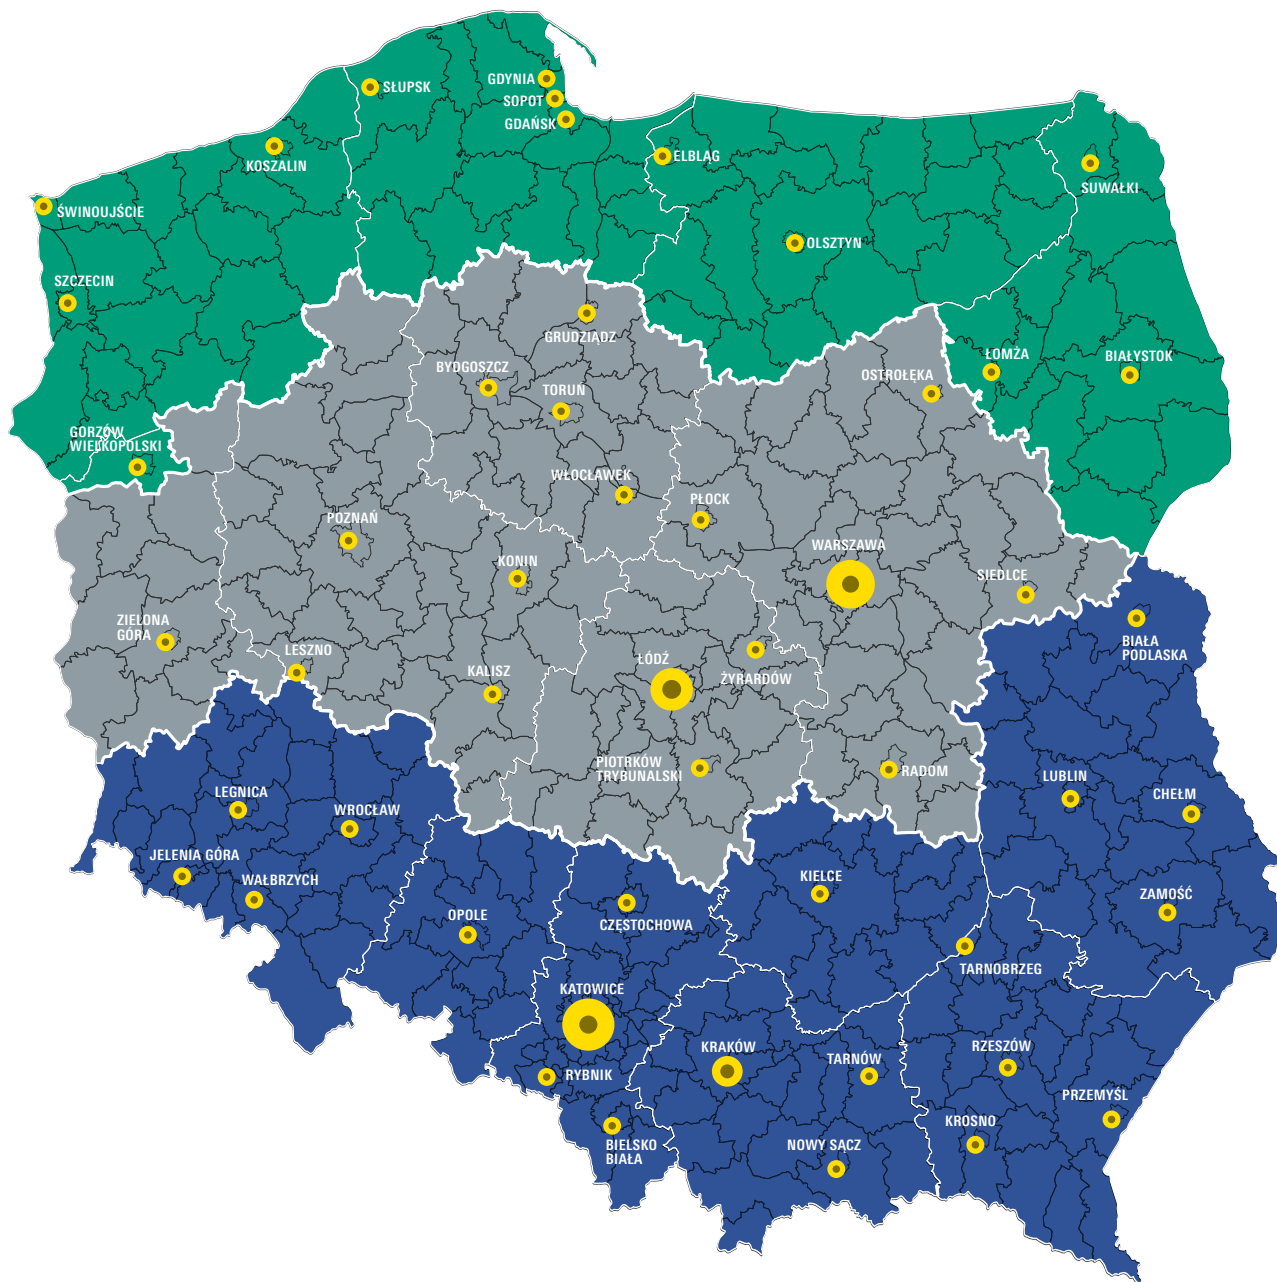 GDYNIA
SŁUPSK
SOPOT
GDAŃSK
ELBLĄG
KOSZALIN
SUWAŁKI
ŚWINOUJŚCIE
OLSZTYN
SZCZECIN
GRUDZIĄDZ
ŁOMŻA
BIAŁYSTOK
BYDGOSZCZ
OSTROŁĘKA
TORUŃ
GORZÓW
WIELKOPOLSKI
WŁOCŁAWEK
PŁOCK
POZNAŃ
WARSZAWA
KONIN
SIEDLCE
ZIELONA
GÓRA
BIAŁA
PODLASKA
LESZNO
ŁÓDŹ
KALISZ
ŻYRARDÓW
PIOTRKÓW
TRYBUNALSKI
RADOM
LUBLIN
LEGNICA
CHEŁM
WROCŁAW
JELENIA GÓRA
WAŁBRZYCH
KIELCE
ZAMOŚĆ
OPOLE
CZĘSTOCHOWA
TARNOBRZEG
KATOWICE
KRAKÓW
TARNÓW
RZESZÓW
RYBNIK
PRZEMYŚL
KROSNO
BIELSKO
BIAŁA
NOWY SĄCZ